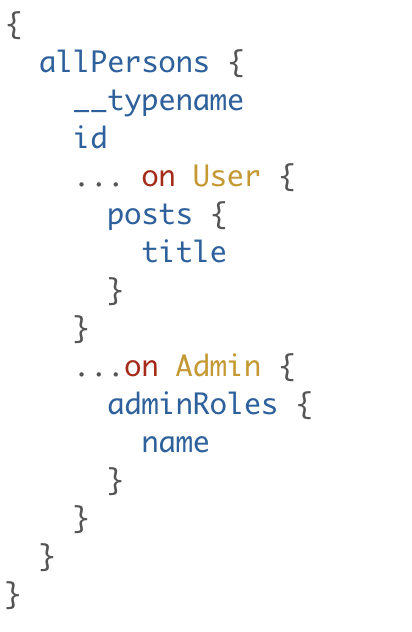 {
  allPersons {
    __typename
    id
    ... on User {
      posts {
        title
      }
    }
    ...on Admin {
      adminRoles {
        name
      }
    }
  }
}